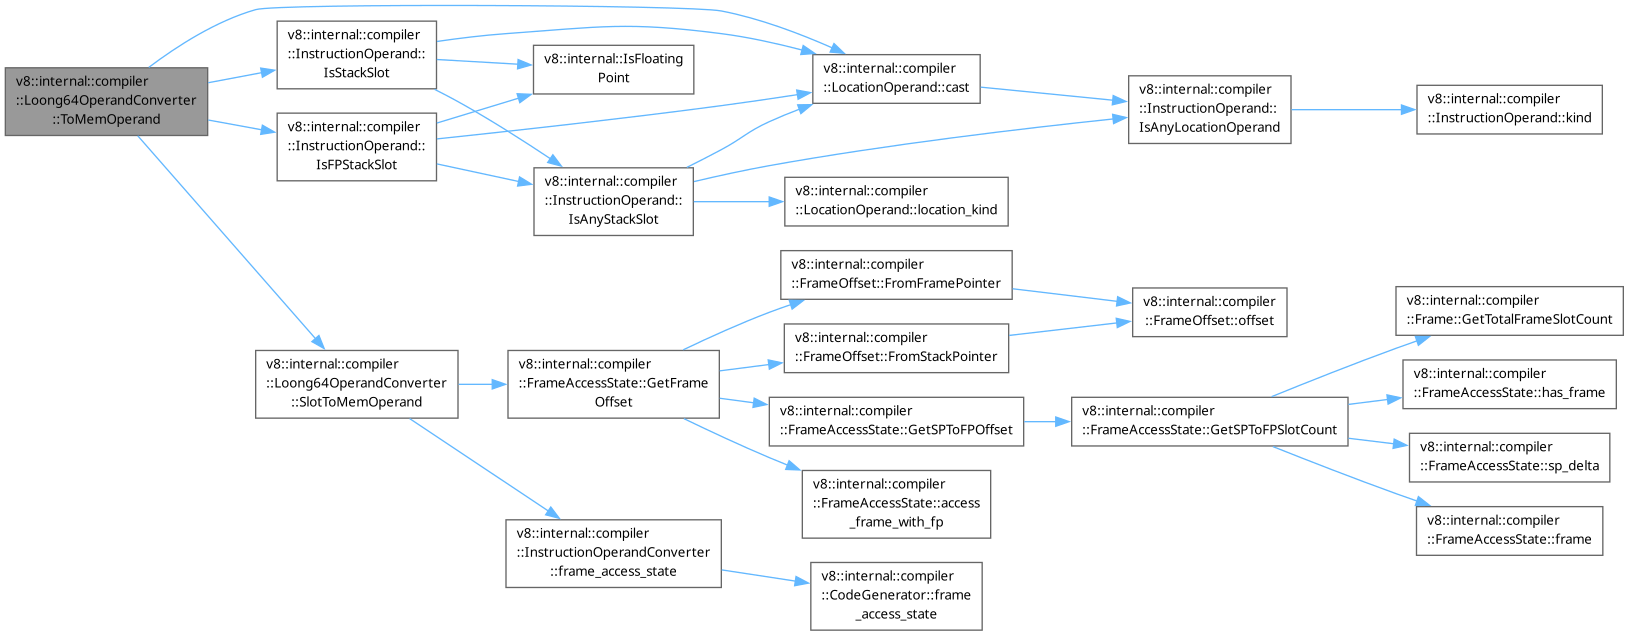 v8::internal::compiler
::Loong64OperandConverter
::ToMemOperand
v8::internal::compiler
::InstructionOperand::
IsStackSlot
v8::internal::IsFloating
Point
v8::internal::compiler
::LocationOperand::cast
v8::internal::compiler
::InstructionOperand::
IsAnyLocationOperand
v8::internal::compiler
::InstructionOperand::kind
v8::internal::compiler
::InstructionOperand::
IsFPStackSlot
v8::internal::compiler
::InstructionOperand::
IsAnyStackSlot
v8::internal::compiler
::LocationOperand::location_kind
v8::internal::compiler
::Loong64OperandConverter
::SlotToMemOperand
v8::internal::compiler
::FrameAccessState::GetFrame
Offset
v8::internal::compiler
::FrameOffset::FromFramePointer
v8::internal::compiler
::FrameOffset::FromStackPointer
v8::internal::compiler
::FrameOffset::offset
v8::internal::compiler
::FrameAccessState::GetSPToFPOffset
v8::internal::compiler
::FrameAccessState::GetSPToFPSlotCount
v8::internal::compiler
::Frame::GetTotalFrameSlotCount
v8::internal::compiler
::FrameAccessState::has_frame
v8::internal::compiler
::FrameAccessState::sp_delta
v8::internal::compiler
::FrameAccessState::frame
v8::internal::compiler
::FrameAccessState::access
_frame_with_fp
v8::internal::compiler
::InstructionOperandConverter
::frame_access_state
v8::internal::compiler
::CodeGenerator::frame
_access_state